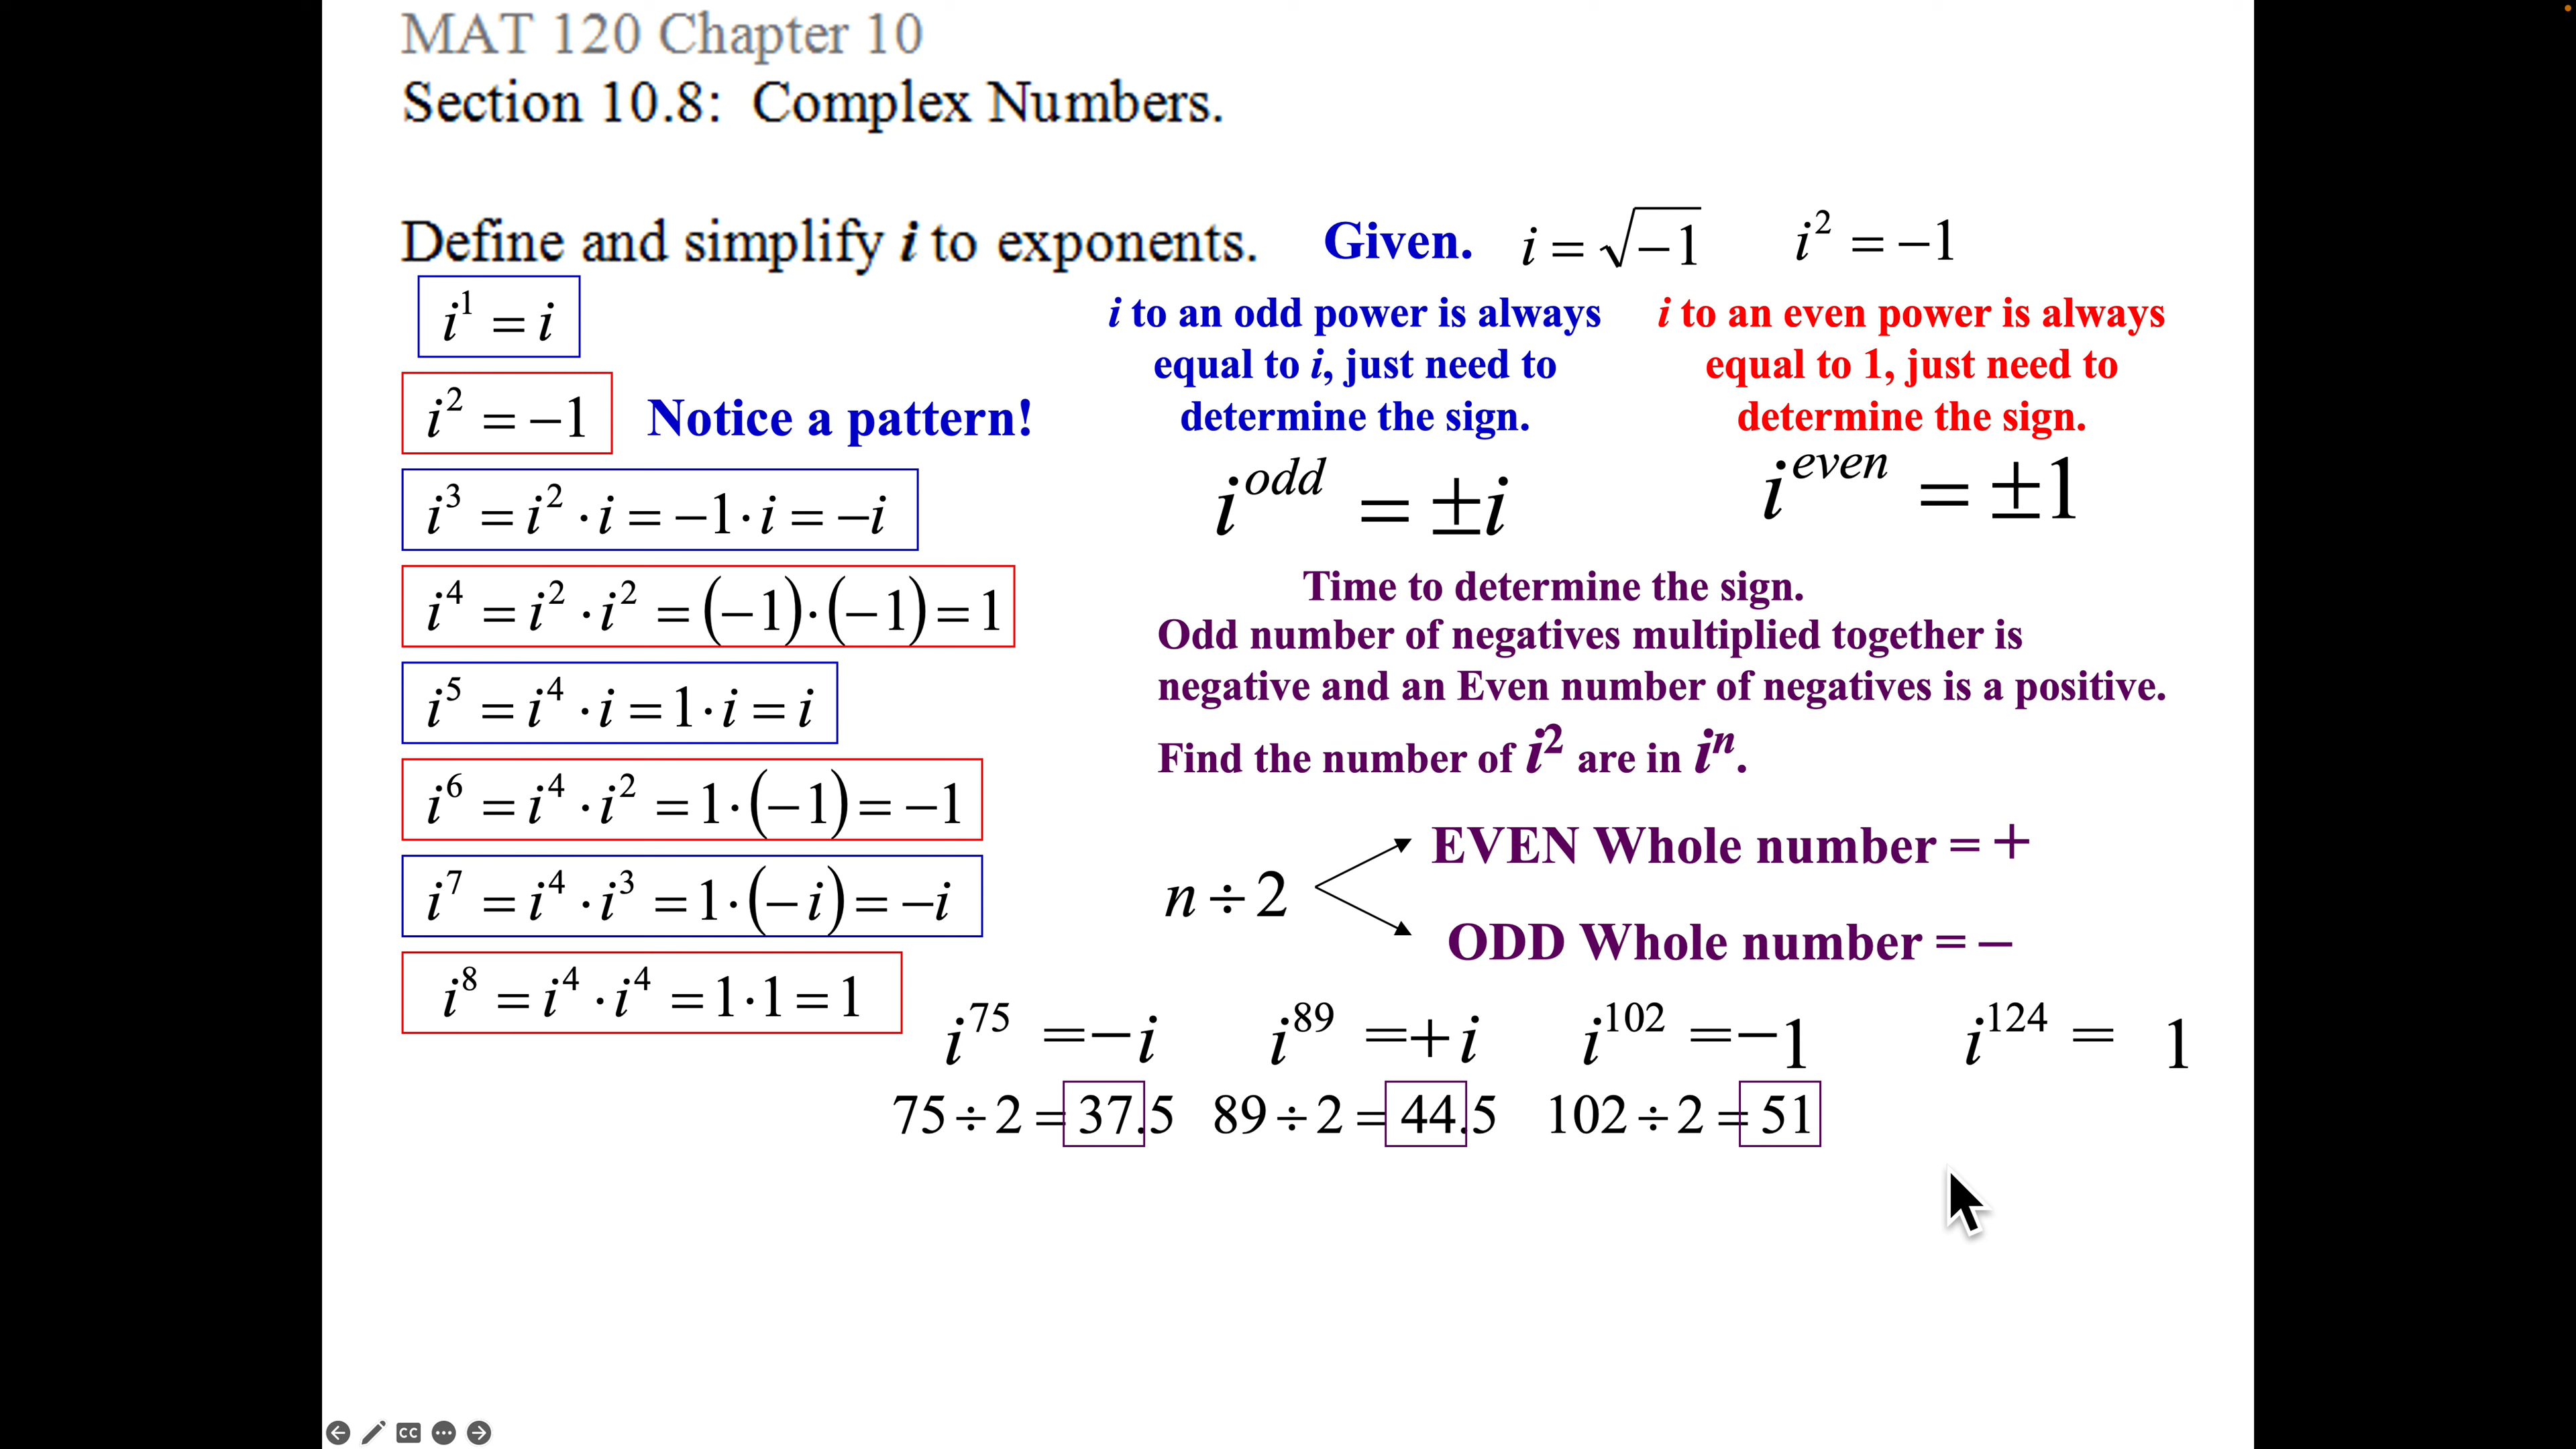 MAT 120 Chapter 10
Section 10.8:  Complex Numbers.
Define and simplify i to exponents.
Given. i = √−1   i² = −1
i¹ = i
i² = −1
Notice a pattern!
i³ = i² · i = −1 · i = −i
i⁴ = i² · i² = (−1) · (−1) = 1
i⁵ = i⁴ · i = 1 · i = i
i⁶ = i⁴ · i² = 1 · (−1) = −1
i⁷ = i⁴ · i³ = 1 · (−i) = −i
i⁸ = i⁴ · i⁴ = 1 · 1 = 1
i to an odd power is always
equal to i, just need to
determine the sign.
i^odd = ±i
i to an even power is always
equal to 1, just need to
determine the sign.
i^even = ±1
Time to determine the sign.
Odd number of negatives multiplied together is
negative and an Even number of negatives is a positive.
Find the number of i² are in iⁿ.
n ÷ 2
EVEN Whole number = +
ODD Whole number = −
i⁷⁵ = −i   i⁸⁹ = +i   i¹⁰² = −1   i¹²⁴ = 1
75 ÷ 2 = 37.5   89 ÷ 2 = 44.5   102 ÷ 2 = 51
CC